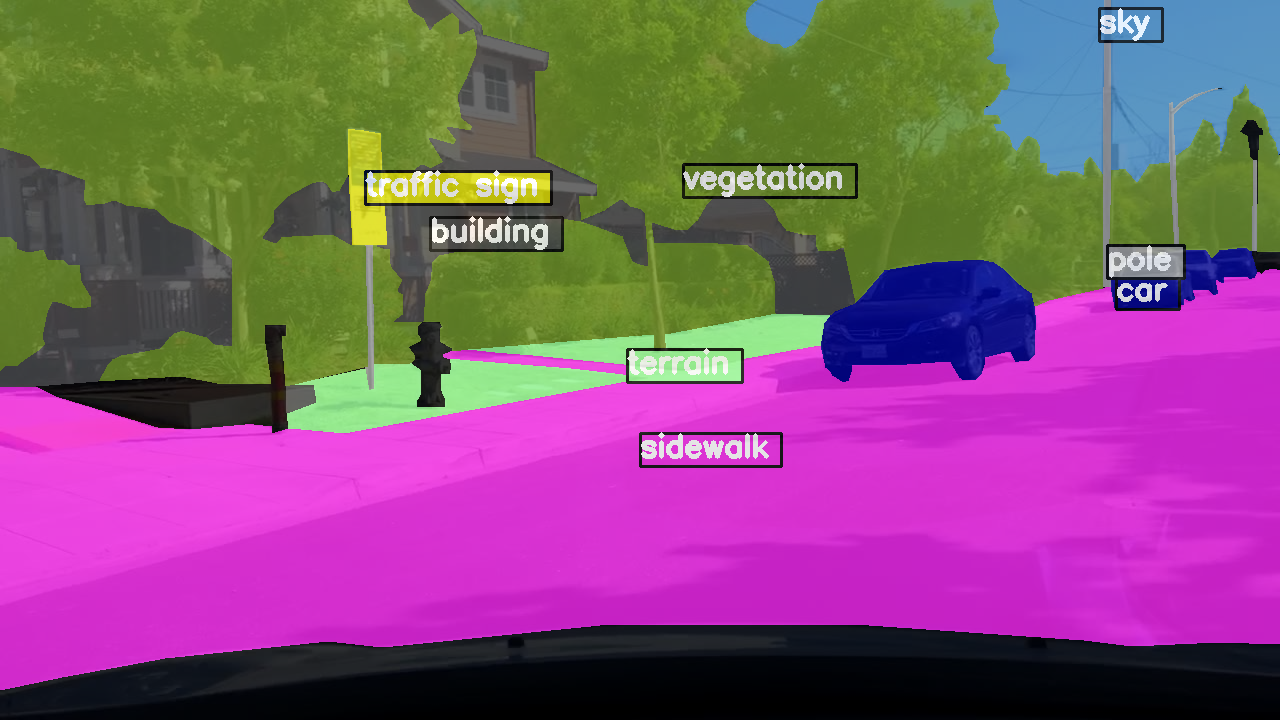 sky
vegetation
traffic sign
building
pole
car
terrain
sidewalk